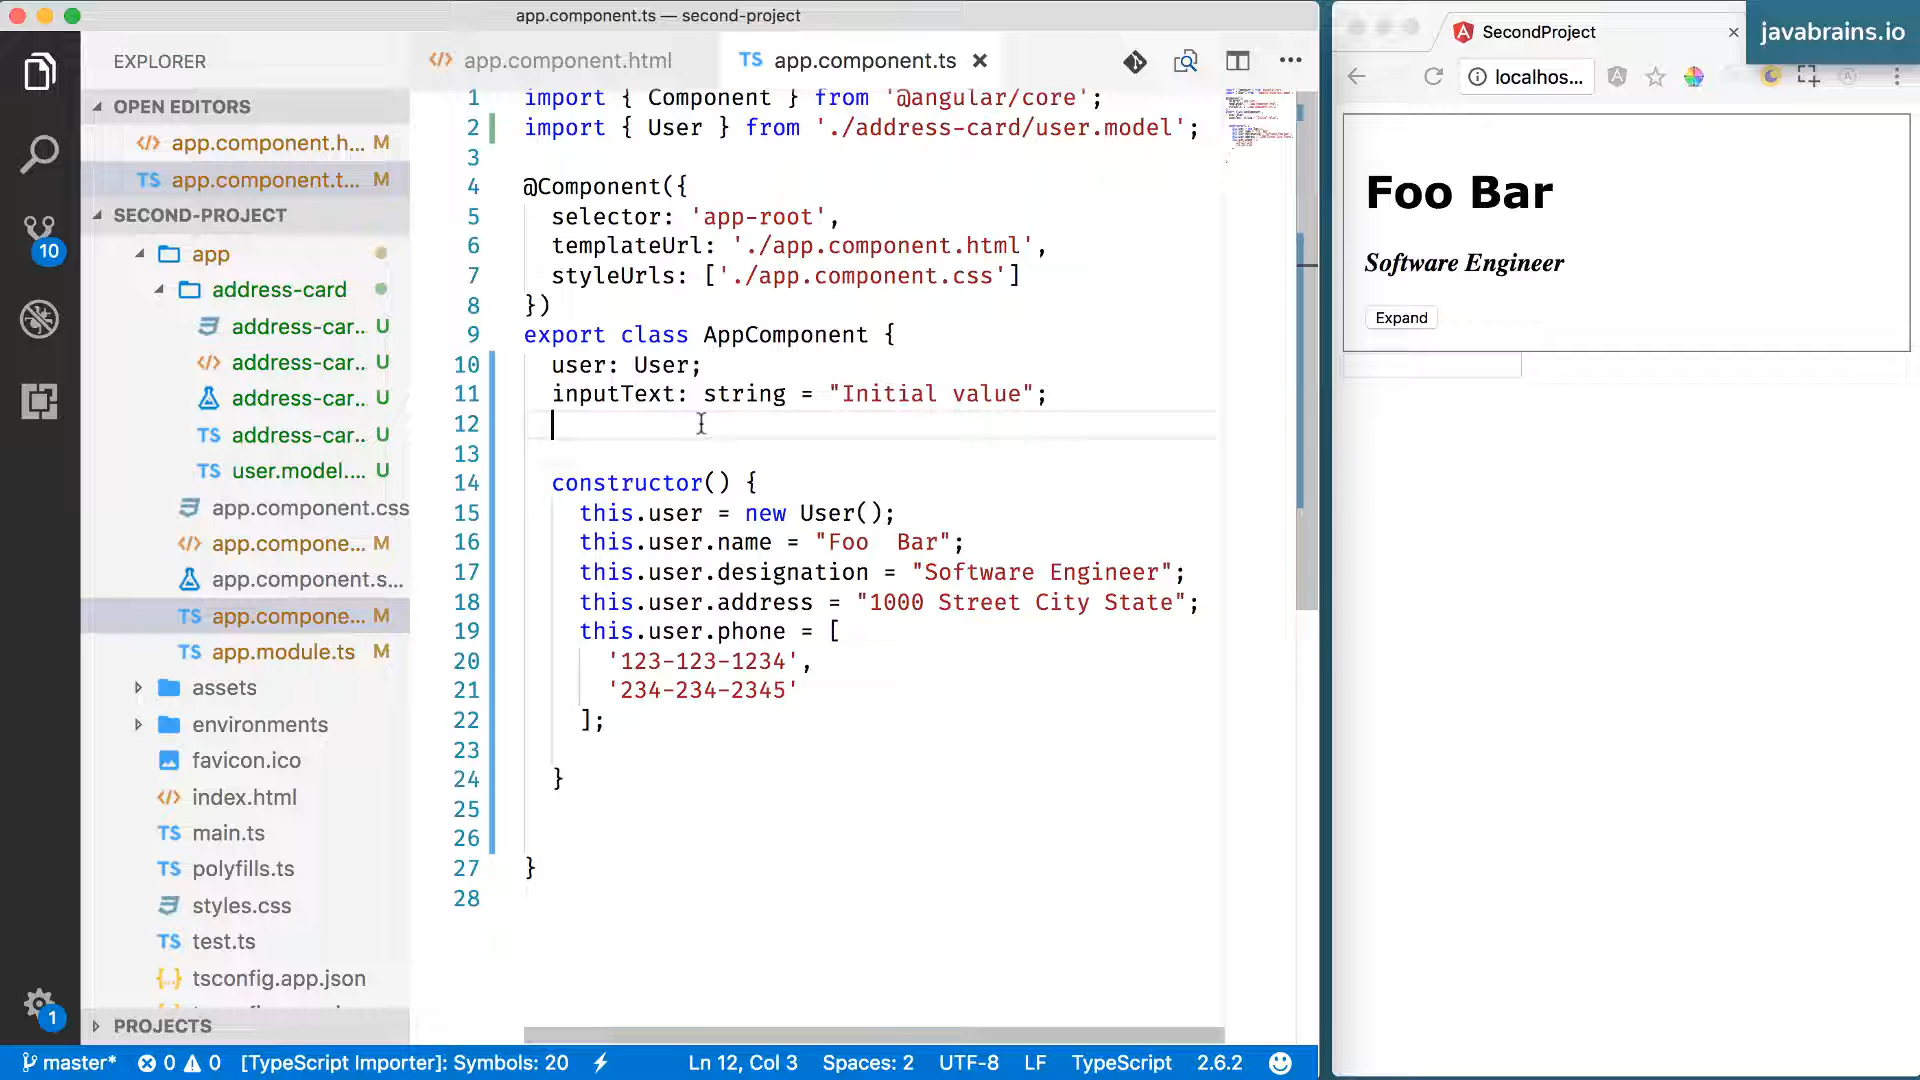 app.component.ts — second-project
EXPLORER
OPEN EDITORS
app.component.h... M
TS app.component.t... M
SECOND-PROJECT
app
address-card
address-car.. U
address-car.. U
address-car.. U
TS address-car.. U
TS user.model.... U
app.component.css
app.compone... M
app.component.s...
TS app.compone... M
TS app.module.ts M
assets
environments
favicon.ico
index.html
TS main.ts
TS polyfills.ts
styles.css
TS test.ts
{..} tsconfig.app.json
PROJECTS
10
1
app.component.html
TS app.component.ts
1 import { Component } from '@angular/core';
2 import { User } from './address-card/user.model';
3
4 @Component({
5 selector: 'app-root',
6 templateUrl: './app.component.html',
7 styleUrls: ['./app.component.css']
8 })
9 export class AppComponent {
10 user: User;
11 inputText: string = "Initial value";
12
13
14 constructor() {
15 this.user = new User();
16 this.user.name = "Foo  Bar";
17 this.user.designation = "Software Engineer";
18 this.user.address = "1000 Street City State";
19 this.user.phone = [
20 '123-123-1234',
21 '234-234-2345'
22 ];
23
24 }
25
26
27 }
28
master* 0 0 [TypeScript Importer]: Symbols: 20 Ln 12, Col 3 Spaces: 2 UTF-8 LF TypeScript 2.6.2
SecondProject
javabrains.io
localhos...
Foo Bar
Software Engineer
Expand